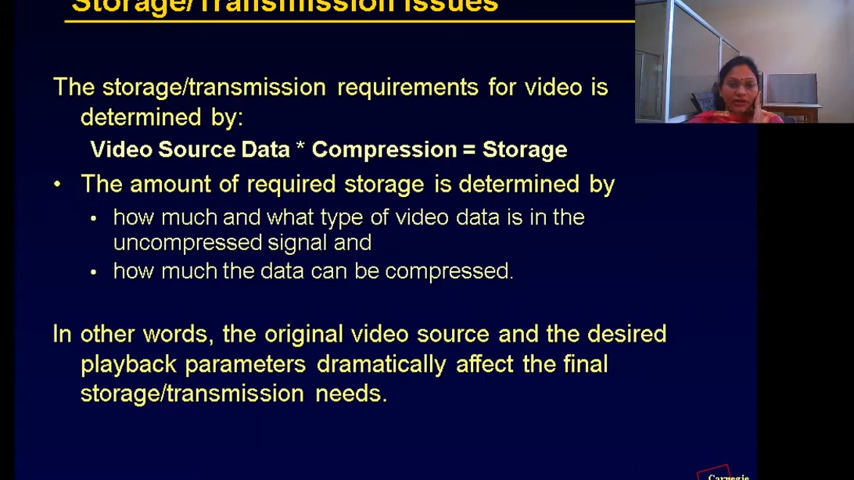 Storage/Transmission Issues
The storage/transmission requirements for video is
determined by:
Video Source Data * Compression = Storage
• The amount of required storage is determined by
• how much and what type of video data is in the
uncompressed signal and
• how much the data can be compressed.
In other words, the original video source and the desired
playback parameters dramatically affect the final
storage/transmission needs.
Carnegie